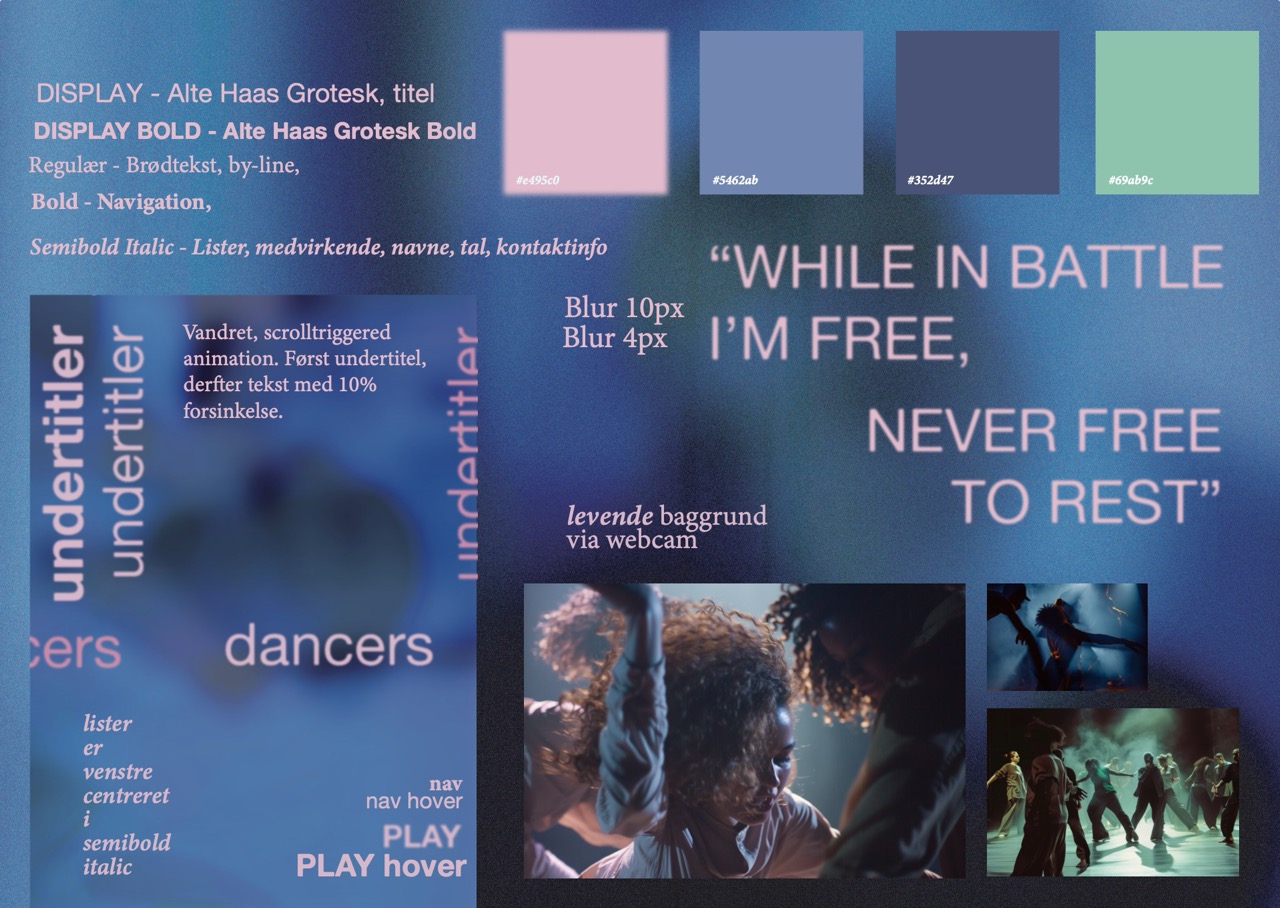 DISPLAY - Alte Haas Grotesk, titel
DISPLAY BOLD - Alte Haas Grotesk Bold
Regulær - Brødtekst, by-line,
Bold - Navigation,
Semibold Italic - Lister, medvirkende, navne, tal, kontaktinfo
#e495c0
#5462ab
#352d47
#69ab9c
“WHILE IN BATTLE
I’M FREE,
NEVER FREE
TO REST”
Blur 10px
Blur 4px
undertitler
undertitler
Vandret, scrolltriggered
animation. Først undertitel,
derfter tekst med 10%
forsinkelse.
undertitler
cers
dancers
levende baggrund
via webcam
lister
er
venstre
centreret
i
semibold
italic
nav
nav hover
PLAY
PLAY hover